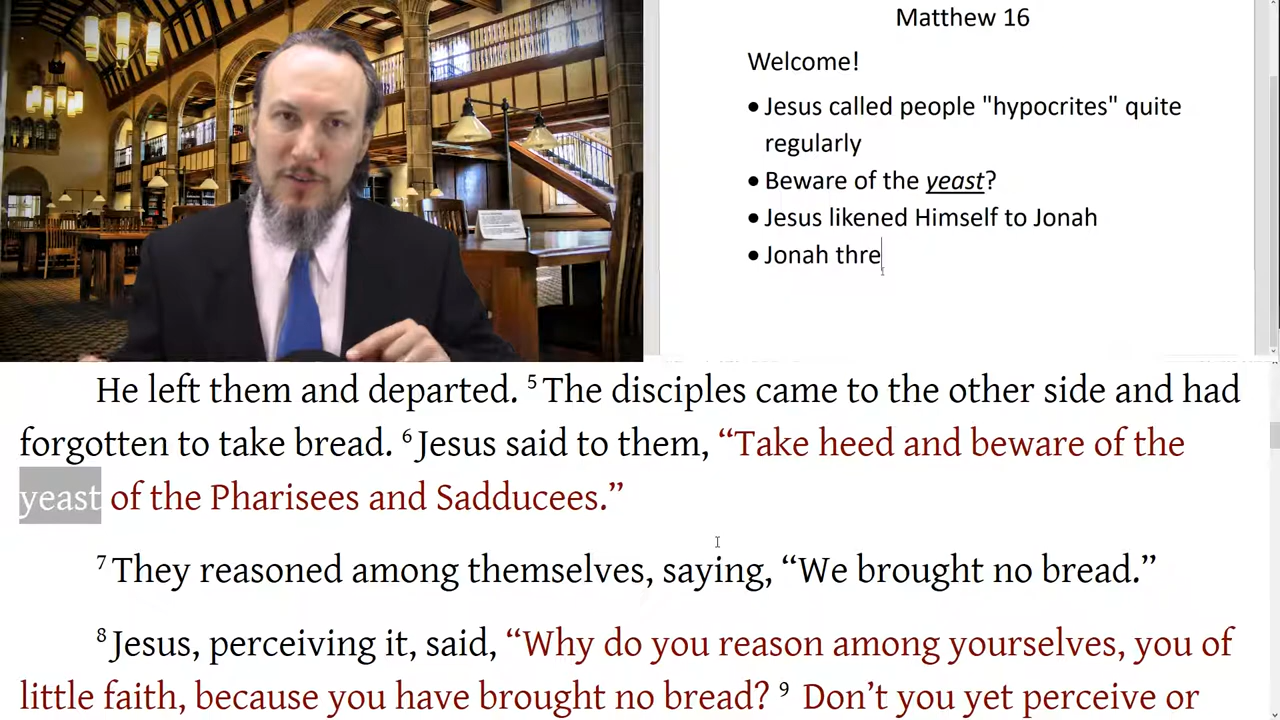 Matthew 16
Welcome!
• Jesus called people "hypocrites" quite
regularly
• Beware of the yeast?
• Jesus likened Himself to Jonah
• Jonah thre
He left them and departed. 5 The disciples came to the other side and had
forgotten to take bread. 6 Jesus said to them, “Take heed and beware of the
yeast of the Pharisees and Sadducees.”
7 They reasoned among themselves, saying, “We brought no bread.”
8 Jesus, perceiving it, said, “Why do you reason among yourselves, you of
little faith, because you have brought no bread? 9 Don’t you yet perceive or